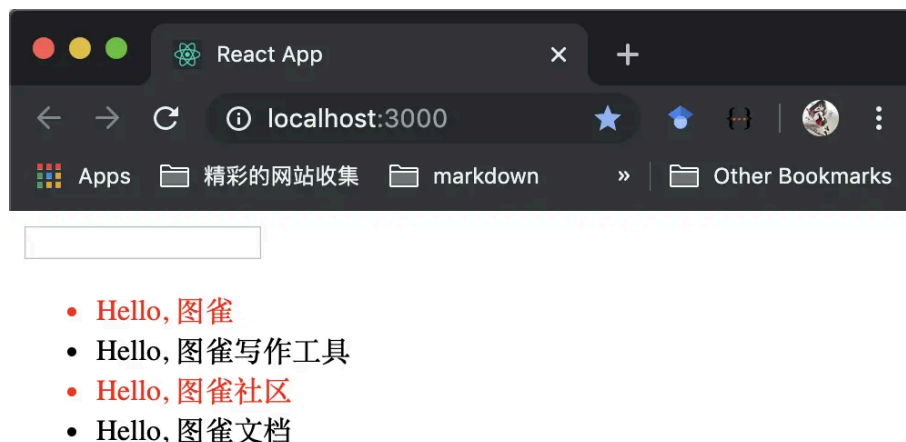 React App
localhost:3000
Apps 精彩的网站收集 markdown » Other Bookmarks
Hello, 图雀
Hello, 图雀写作工具
Hello, 图雀社区
Hello, 图雀文档